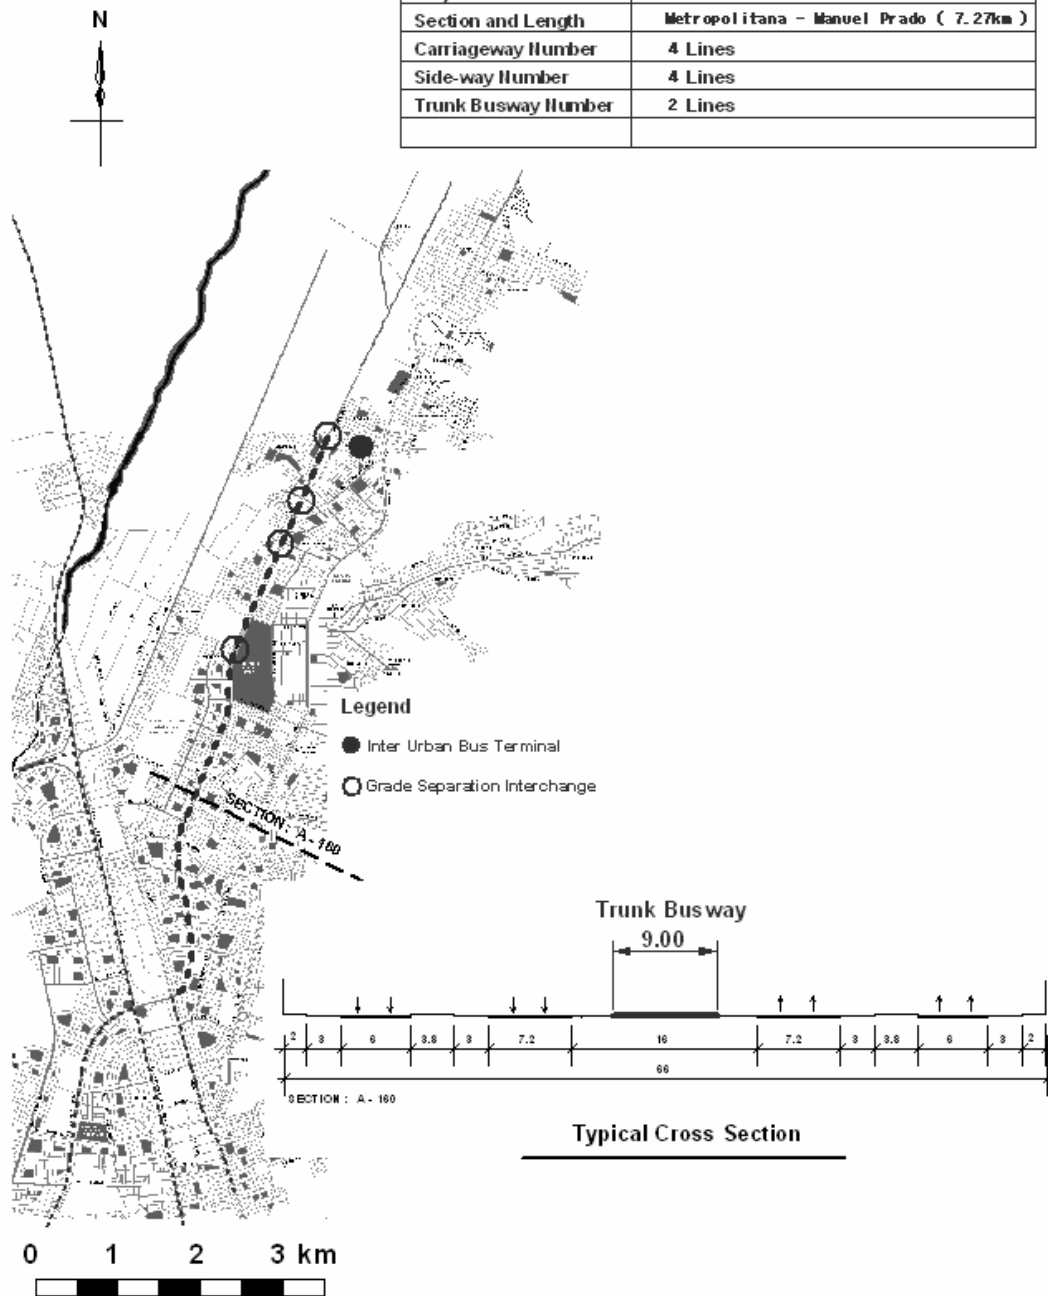 N
Section and Length Metropolitana - Manuel Prado ( 7.27km )
Carriageway Number 4 Lines
Side-way Number 4 Lines
Trunk Busway Number 2 Lines
Legend
Inter Urban Bus Terminal
Grade Separation Interchange
SECTION: A - 160
Trunk Busway
9.00
2 3 6 3.8 3 7.2 16 7.2 3 3.8 6 3 2
66
SECTION : A - 160
Typical Cross Section
0 1 2 3 km